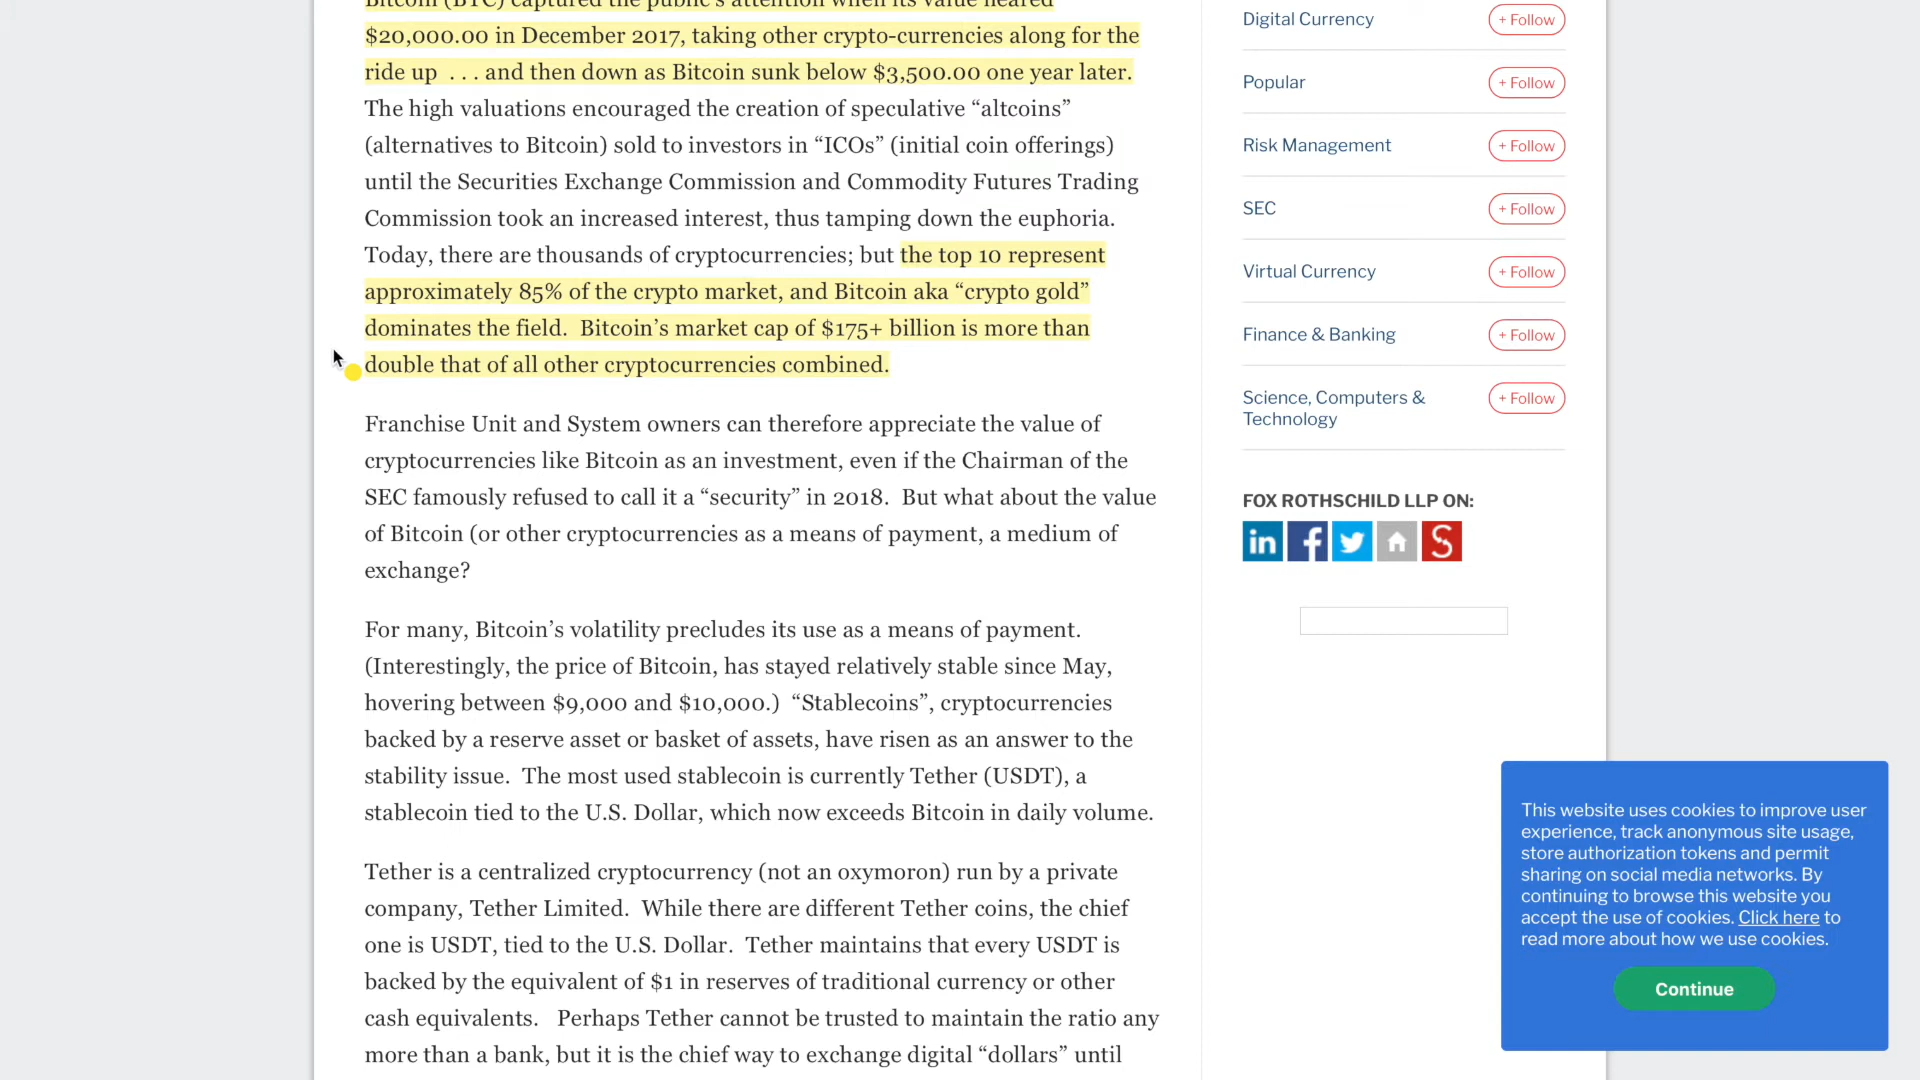 Bitcoin (BTC) captured the public's attention when its value neared
$20,000.00 in December 2017, taking other crypto-currencies along for the
ride up  . . . and then down as Bitcoin sunk below $3,500.00 one year later.
The high valuations encouraged the creation of speculative “altcoins”
(alternatives to Bitcoin) sold to investors in “ICOs” (initial coin offerings)
until the Securities Exchange Commission and Commodity Futures Trading
Commission took an increased interest, thus tamping down the euphoria.
Today, there are thousands of cryptocurrencies; but the top 10 represent
approximately 85% of the crypto market, and Bitcoin aka “crypto gold”
dominates the field.  Bitcoin’s market cap of $175+ billion is more than
double that of all other cryptocurrencies combined.
Franchise Unit and System owners can therefore appreciate the value of
cryptocurrencies like Bitcoin as an investment, even if the Chairman of the
SEC famously refused to call it a “security” in 2018.  But what about the value
of Bitcoin (or other cryptocurrencies as a means of payment, a medium of
exchange?
For many, Bitcoin’s volatility precludes its use as a means of payment.
(Interestingly, the price of Bitcoin, has stayed relatively stable since May,
hovering between $9,000 and $10,000.)  “Stablecoins”, cryptocurrencies
backed by a reserve asset or basket of assets, have risen as an answer to the
stability issue.  The most used stablecoin is currently Tether (USDT), a
stablecoin tied to the U.S. Dollar, which now exceeds Bitcoin in daily volume.
Tether is a centralized cryptocurrency (not an oxymoron) run by a private
company, Tether Limited.  While there are different Tether coins, the chief
one is USDT, tied to the U.S. Dollar.  Tether maintains that every USDT is
backed by the equivalent of $1 in reserves of traditional currency or other
cash equivalents.   Perhaps Tether cannot be trusted to maintain the ratio any
more than a bank, but it is the chief way to exchange digital “dollars” until
Digital Currency + Follow
Popular + Follow
Risk Management + Follow
SEC + Follow
Virtual Currency + Follow
Finance & Banking + Follow
Science, Computers & + Follow
Technology
FOX ROTHSCHILD LLP ON:
in f S
This website uses cookies to improve user
experience, track anonymous site usage,
store authorization tokens and permit
sharing on social media networks. By
continuing to browse this website you
accept the use of cookies. Click here to
read more about how we use cookies.
Continue